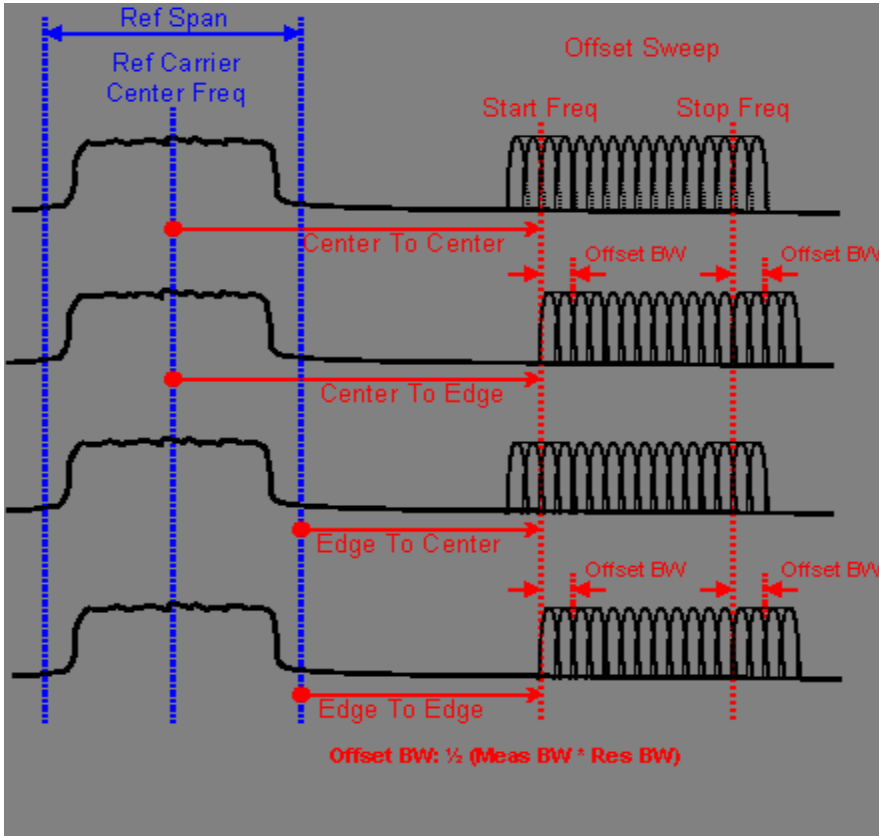 Ref Span
Offset Sweep
Ref Carrier
Center Freq
Start Freq
Stop Freq
Center To Center
Offset BW
Offset BW
Center To Edge
Edge To Center
Offset BW
Offset BW
Edge To Edge
Offset BW: ½ (Meas BW * Res BW)